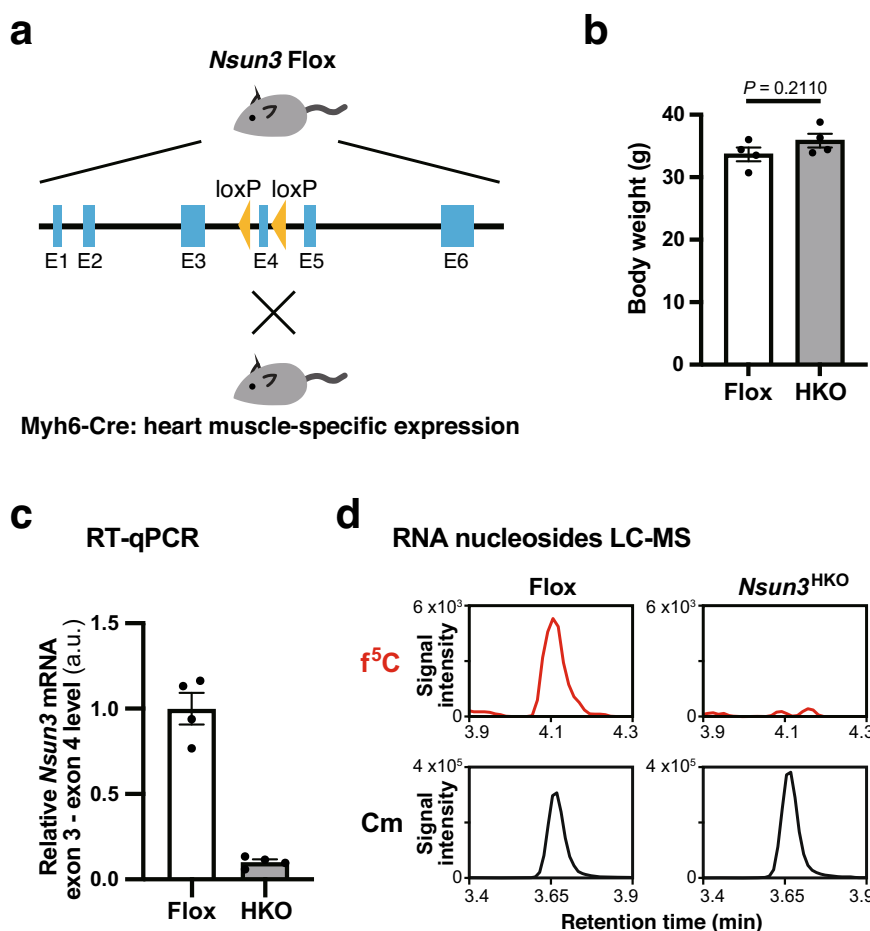 a
Nsun3 Flox
loxP loxP
E1 E2 E3 E4 E5 E6
Myh6-Cre: heart muscle-specific expression
b
P = 0.2110
Body weight (g)
40
30
20
10
0
Flox HKO
c
RT-qPCR
Relative Nsun3 mRNA
exon 3 - exon 4 level (a.u.)
1.5
1.0
0.5
0.0
Flox HKO
d
RNA nucleosides LC-MS
Flox Nsun3ᴴᴷᴼ
f⁵C
Signal
intensity
6 x10³ 6 x10³
0 0
3.9 4.1 4.3 3.9 4.1 4.3
Cm
Signal
intensity
4 x10⁵ 4 x10⁵
0 0
3.4 3.65 3.9 3.4 3.65 3.9
Retention time (min)